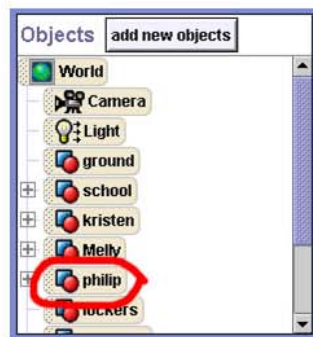 Objects add new objects
World
Camera
Light
ground
school
kristen
Melly
philip
lockers